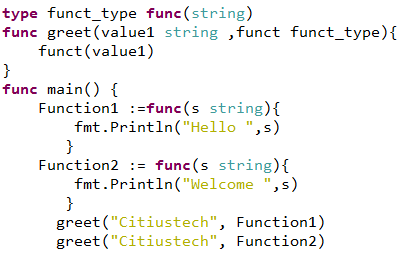 type funct_type func(string)
func greet(value1 string ,funct funct_type){
    funct(value1)
}
func main() {
    Function1 :=func(s string){
        fmt.Println("Hello ",s)
       }
    Function2 := func(s string){
        fmt.Println("Welcome ",s)
       }
      greet("Citiustech", Function1)
      greet("Citiustech", Function2)